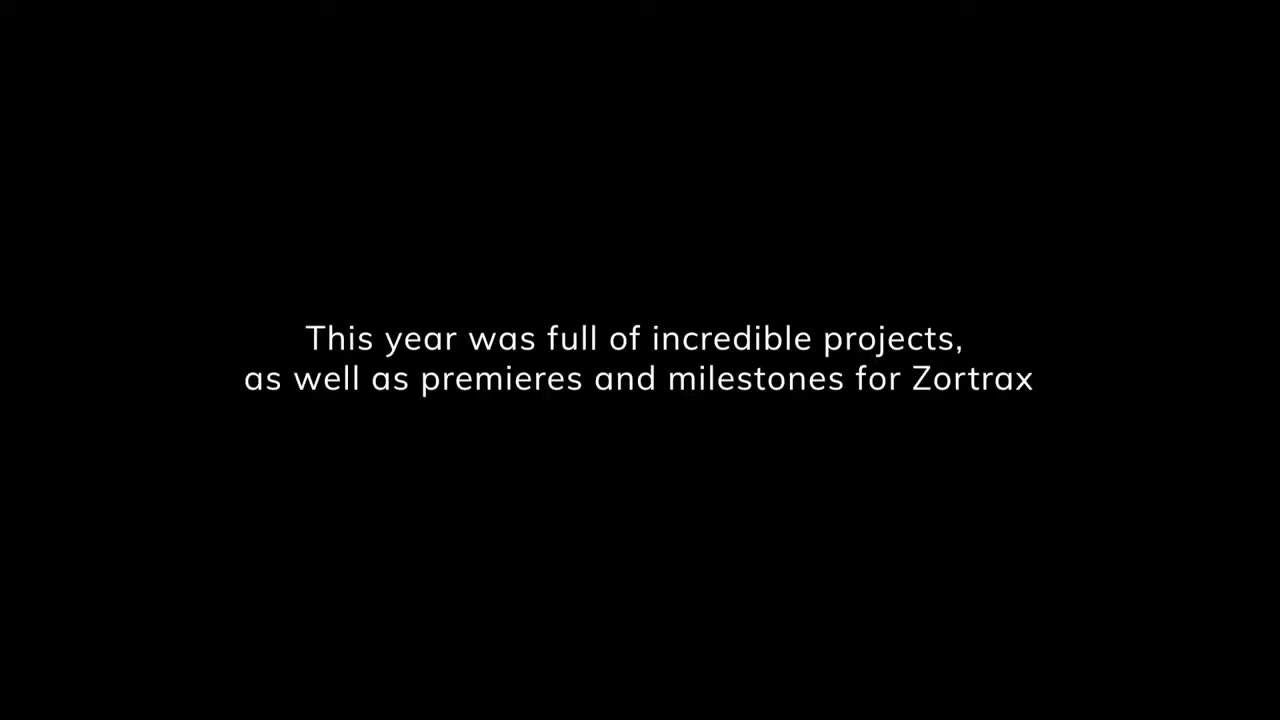 This year was full of incredible projects,
as well as premieres and milestones for Zortrax